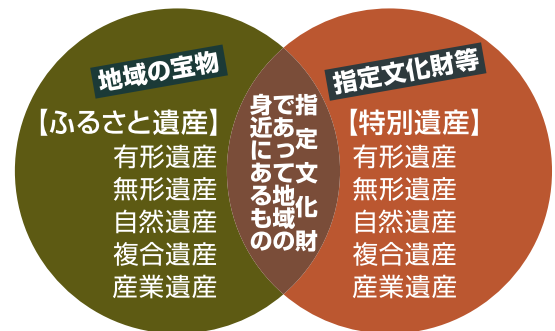 地域の宝物
【ふるさと遺産】
有形遺産
無形遺産
自然遺産
複合遺産
産業遺産
指定文化財
であって地域の
身近にあるもの
指定文化財等
【特別遺産】
有形遺産
無形遺産
自然遺産
複合遺産
産業遺産